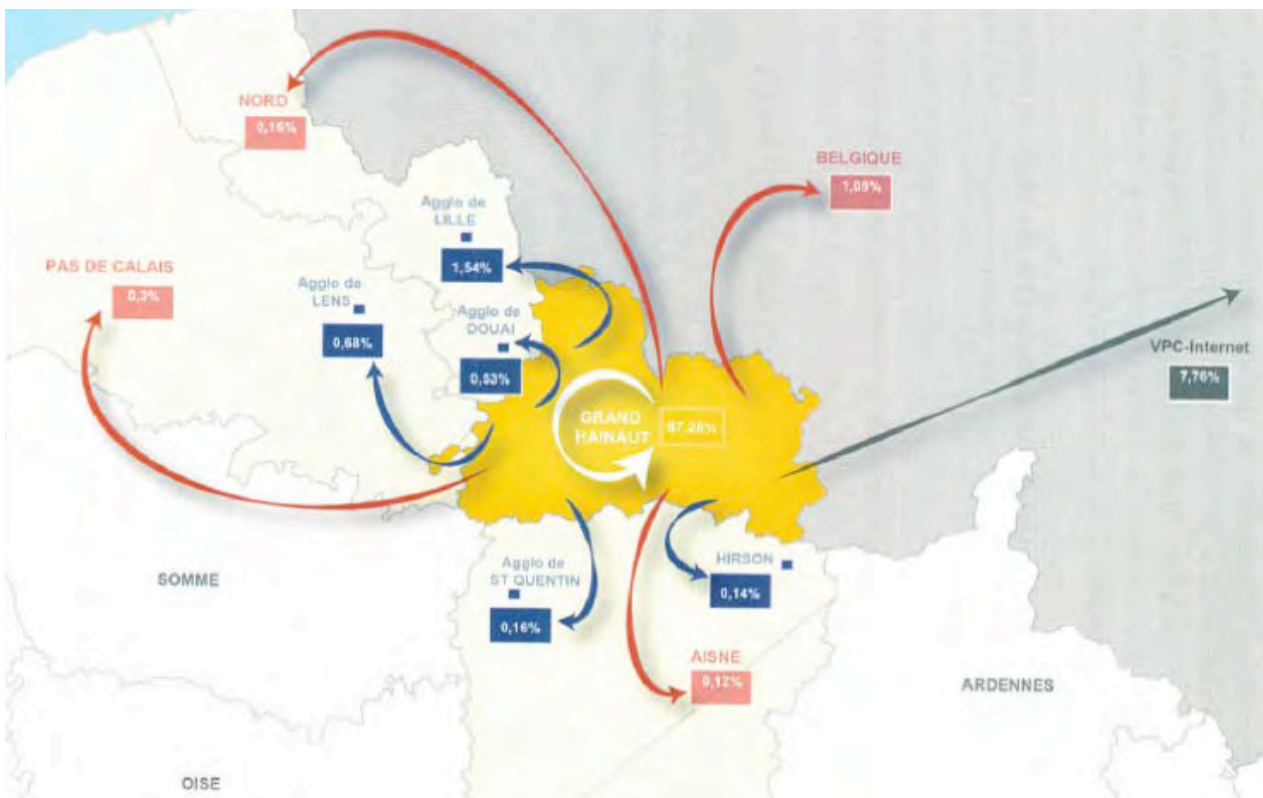 NORD
0,16%
BELGIQUE
1,09%
Agglo de
LILLE
1,54%
PAS DE CALAIS
0,3%
Agglo de
LENS
0,68%
Agglo de
DOUAI
0,53%
VPC-Internet
7,76%
GRAND
HAINAUT
87,28%
SOMME
Agglo de
ST QUENTIN
0,16%
HIRSON
0,14%
AISNE
0,12%
ARDENNES
OISE